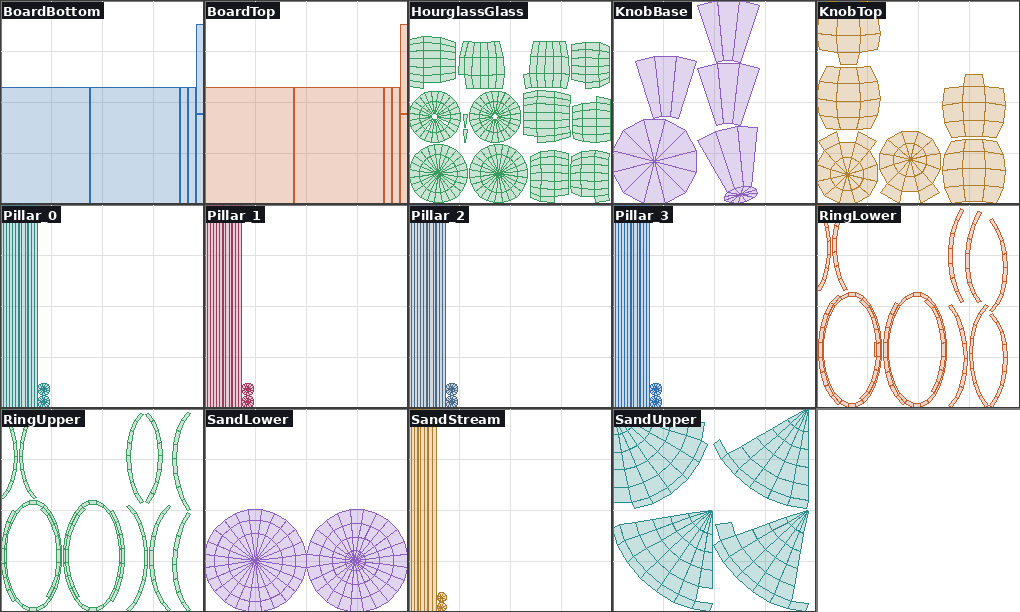 BoardBottom
BoardTop
HourglassGlass
KnobBase
KnobTop
Pillar_0
Pillar_1
Pillar_2
Pillar_3
RingLower
RingUpper
SandLower
SandStream
SandUpper